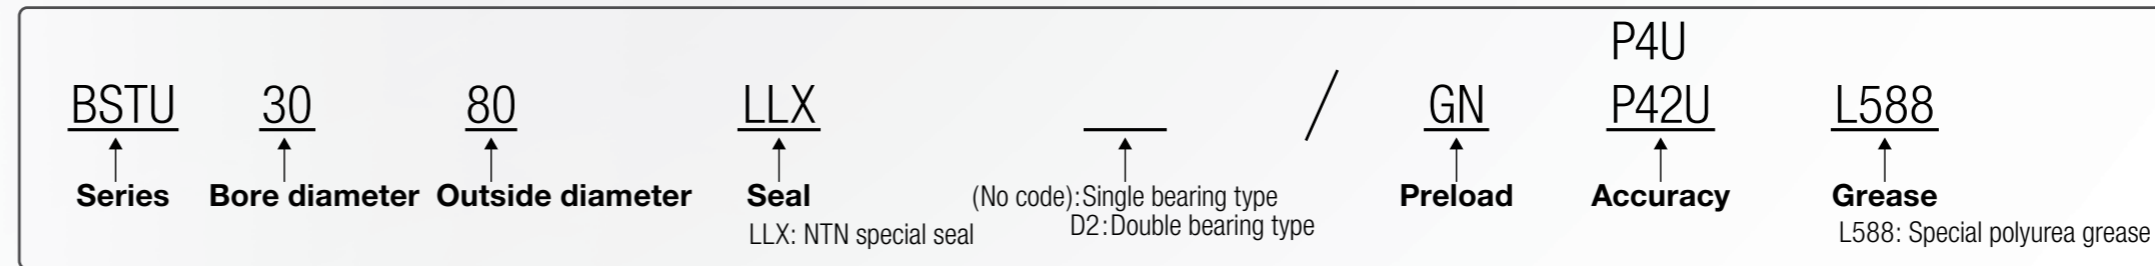 P4U
BSTU 30 80 LLX / GN P42U L588
Series Bore diameter Outside diameter Seal (No code):Single bearing type Preload Accuracy Grease
LLX: NTN special seal D2:Double bearing type L588: Special polyurea grease